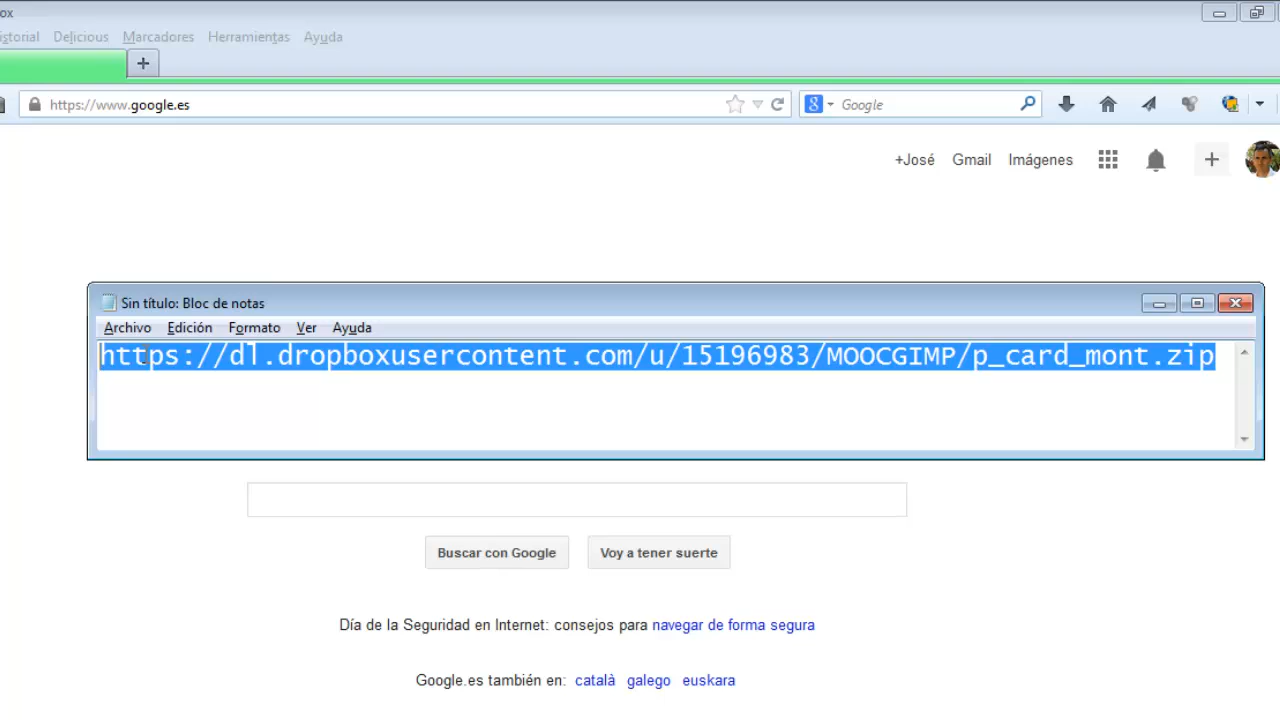 ox
istorial Delicious Marcadores Herramientas Ayuda
+
https://www.google.es
8 Google
+José Gmail Imágenes
Sin título: Bloc de notas
Archivo Edición Formato Ver Ayuda
https://dl.dropboxusercontent.com/u/15196983/MOOCGIMP/p_card_mont.zip
Buscar con Google Voy a tener suerte
Día de la Seguridad en Internet: consejos para navegar de forma segura
Google.es también en: català galego euskara